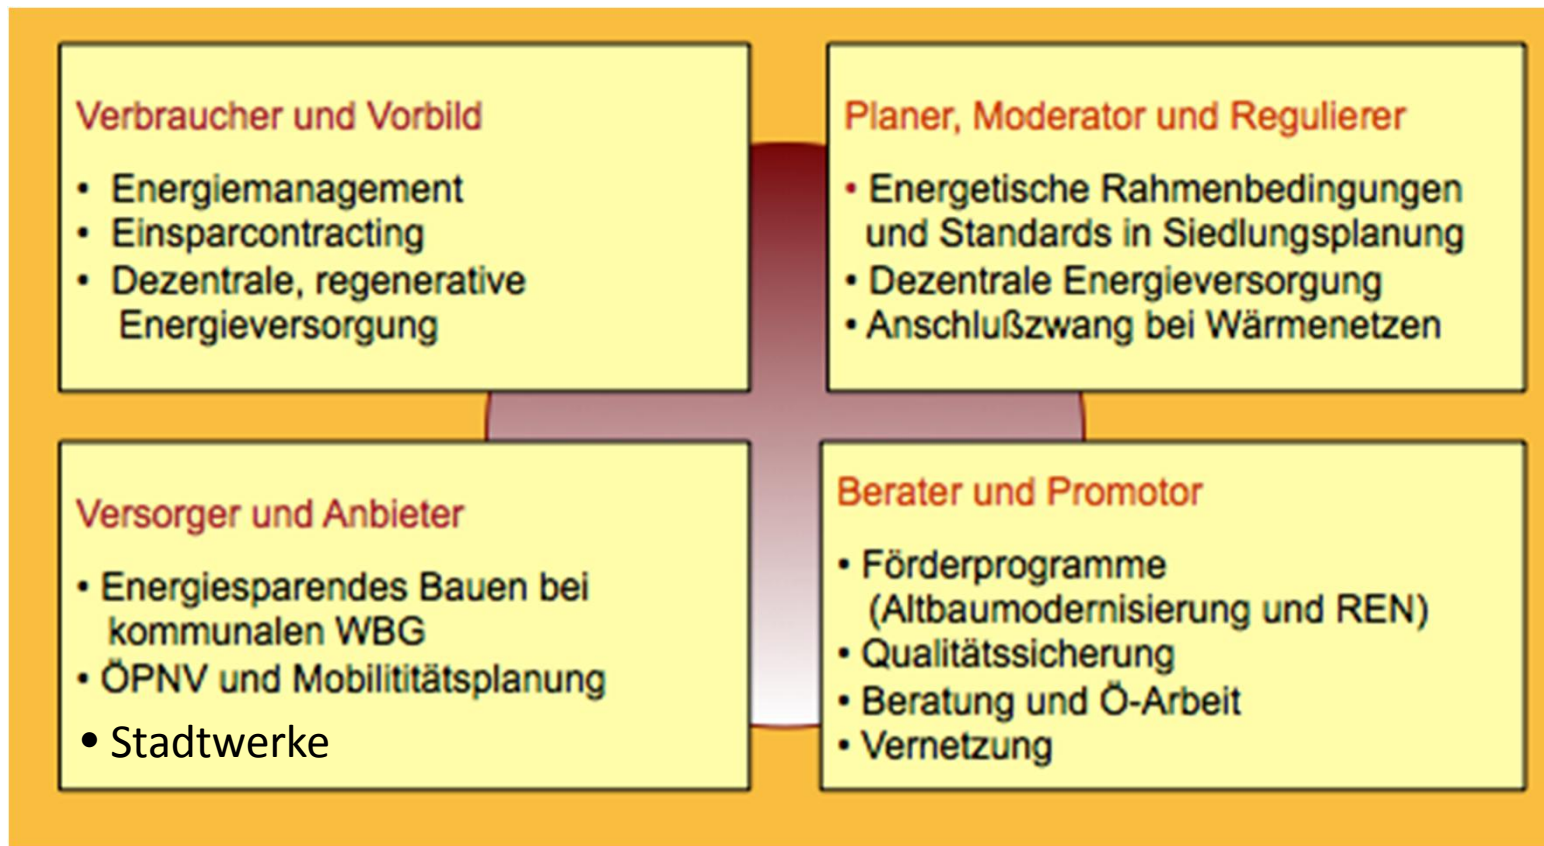 Verbraucher und Vorbild
• Energiemanagement
• Einsparcontracting
• Dezentrale, regenerative
Energieversorgung
Planer, Moderator und Regulierer
• Energetische Rahmenbedingungen
und Standards in Siedlungsplanung
• Dezentrale Energieversorgung
• Anschlußzwang bei Wärmenetzen
Versorger und Anbieter
• Energiesparendes Bauen bei
kommunalen WBG
• ÖPNV und Mobilititätsplanung
• Stadtwerke
Berater und Promotor
• Förderprogramme
(Altbaumodernisierung und REN)
• Qualitätssicherung
• Beratung und Ö-Arbeit
• Vernetzung